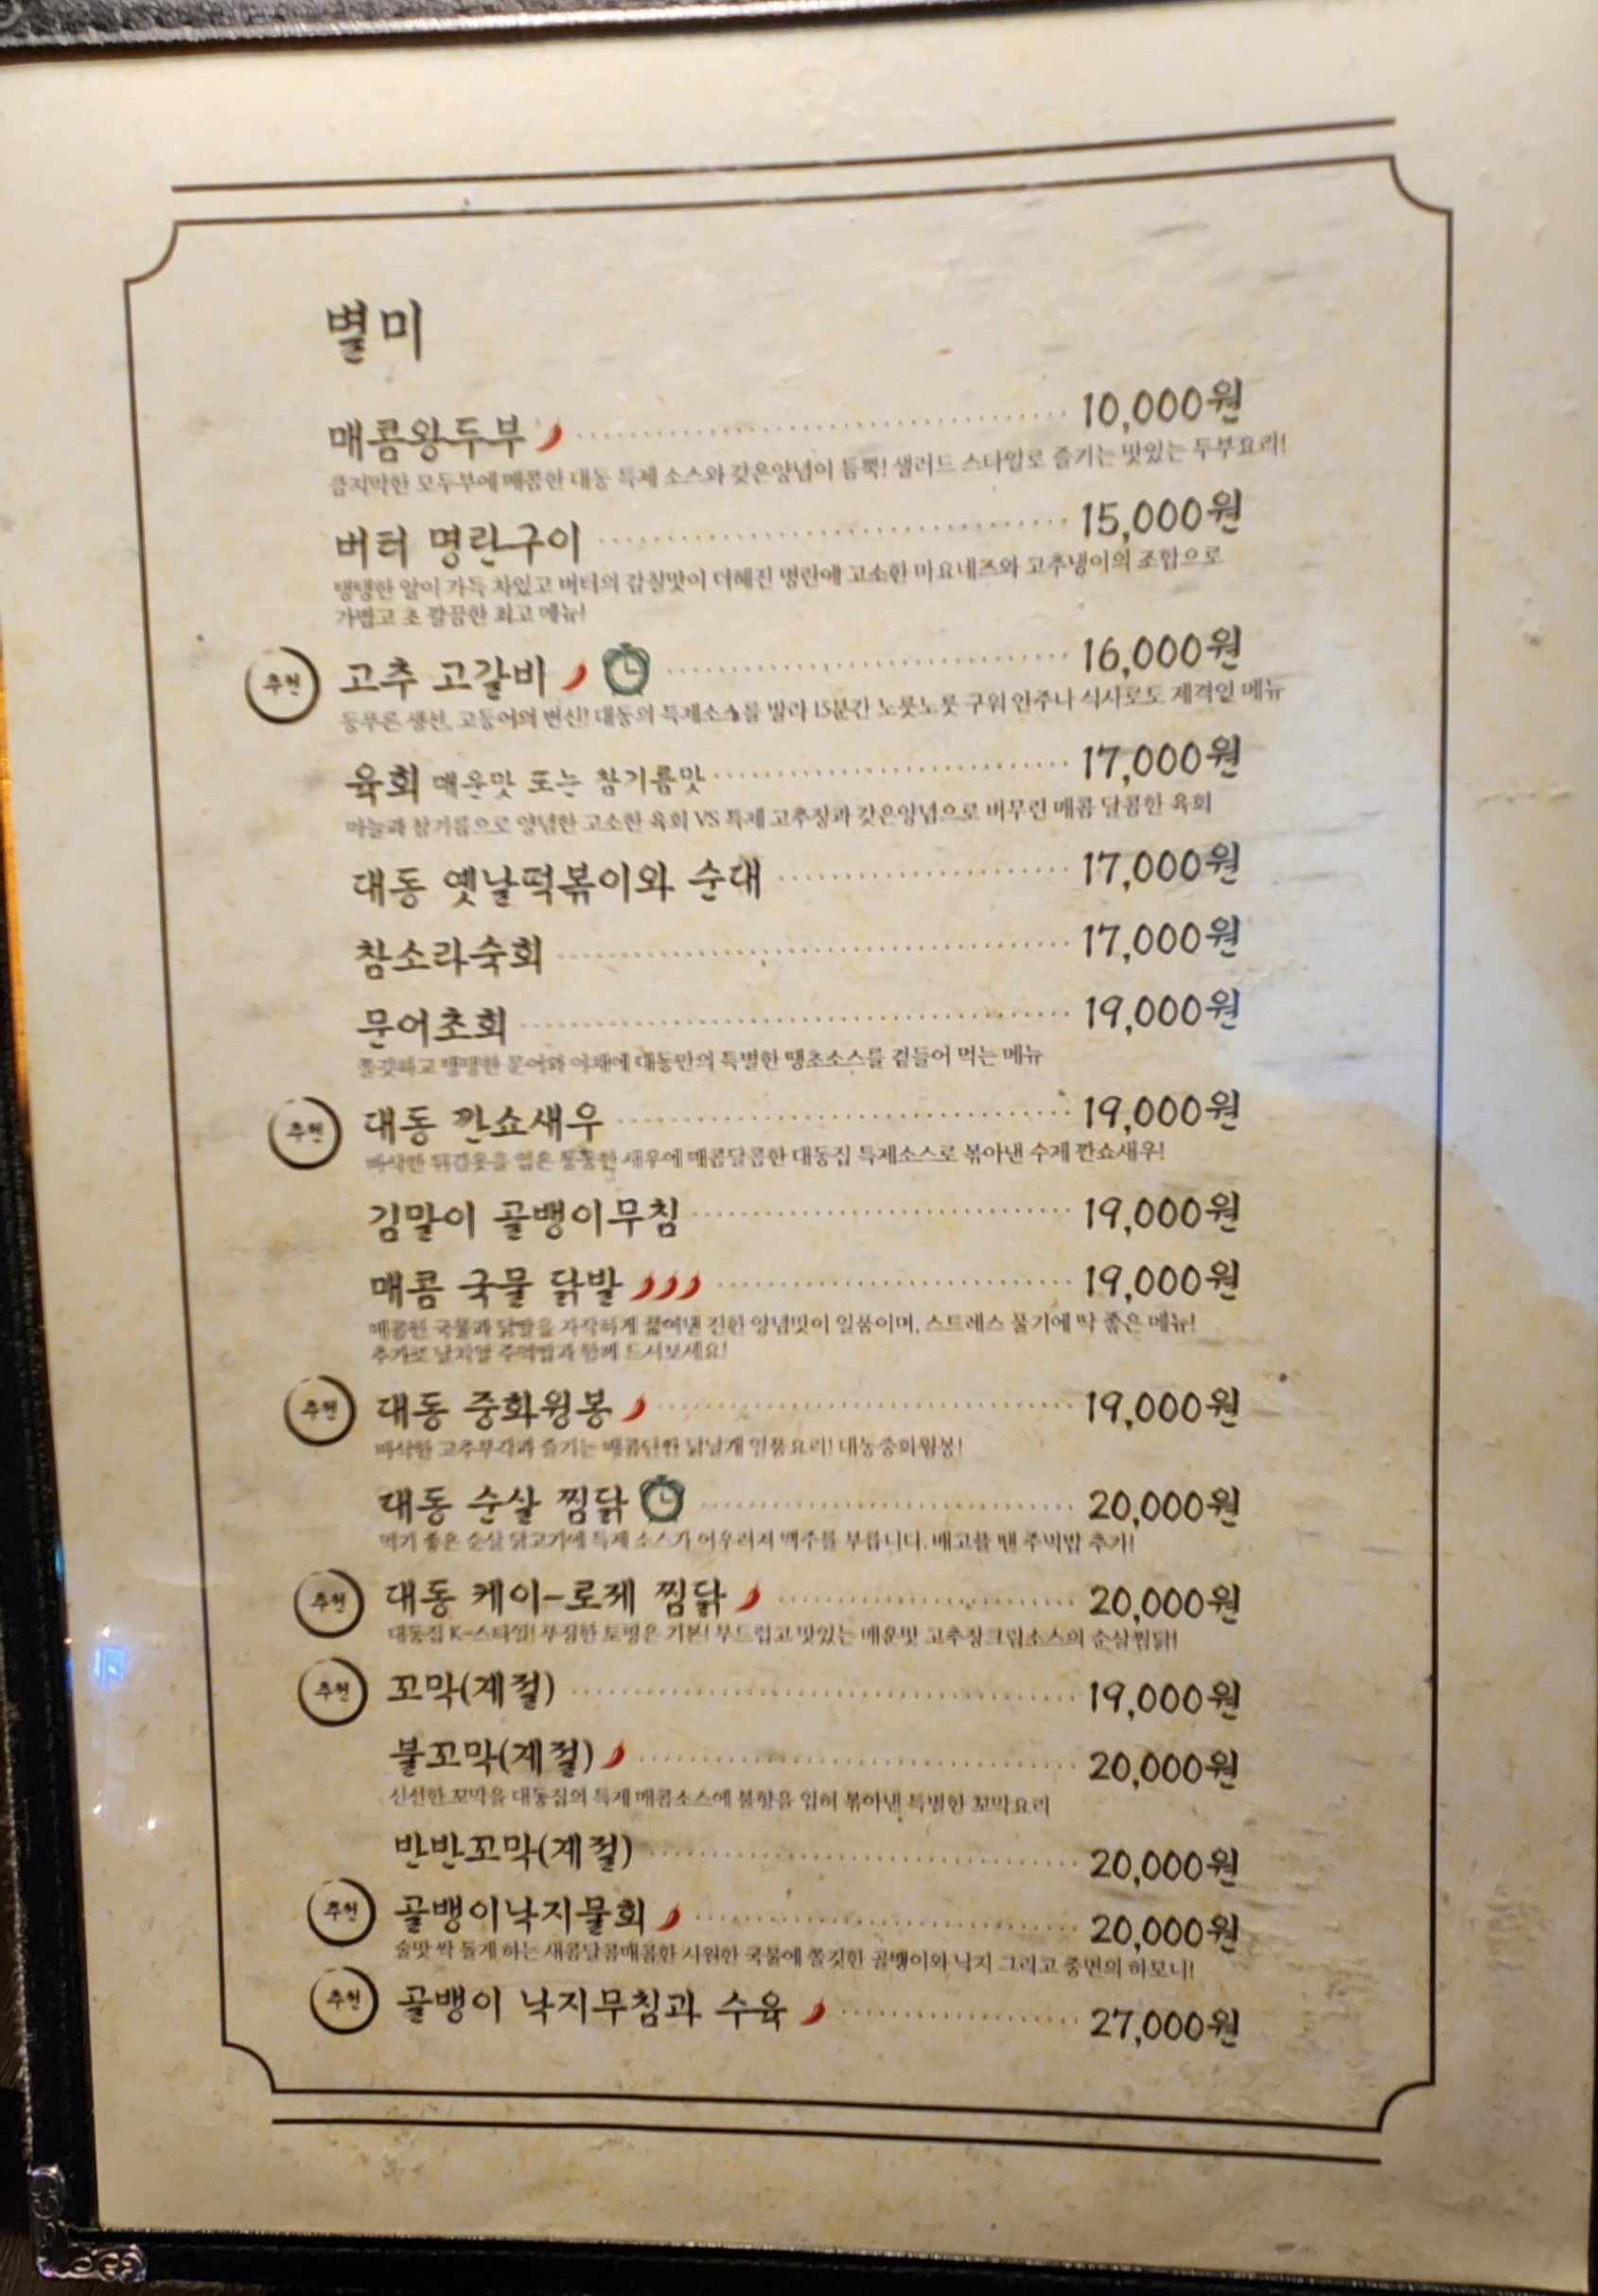 별미
매콤왕두부 10,000원
큼지막한 모두부에 매콤한 대동 특제 소스와 갖은양념이 듬뿍! 샐러드 스타일로 즐기는 맛있는 두부요리!
버터 명란구이 15,000원
탱탱한 알이 가득 차있고 버터의 감칠맛이 더해진 명란에 고소한 마요네즈와 고추냉이의 조합으로
가볍고 초 깔끔한 최고 메뉴!
추천 고추 고갈비 16,000원
등푸른 생선, 고등어의 변신! 대동의 특제소스를 발라 15분간 노릇노릇 구워 안주나 식사로도 제격인 메뉴
육회 매운맛 또는 참기름맛 17,000원
마늘과 참기름으로 양념한 고소한 육회 VS 특제 고추장과 갖은양념으로 버무린 매콤 달콤한 육회
대동 옛날떡볶이와 순대 17,000원
참소라숙회 17,000원
문어초회 19,000원
쫄깃하고 탱탱한 문어와 야채에 대동만의 특별한 땡초소스를 곁들어 먹는 메뉴
추천 대동 깐쇼새우 19,000원
바삭한 튀김옷을 입은 통통한 새우에 매콤달콤한 대동집 특제소스로 볶아낸 수제 깐쇼새우!
김말이 골뱅이무침 19,000원
매콤 국물 닭발 19,000원
매콤한 국물과 닭발을 자작하게 끓여낸 진한 양념맛이 일품이며, 스트레스 풀기에 딱 좋은 메뉴!
추가로 날치알 주먹밥과 함께 드셔보세요!
추천 대동 중화윙봉 19,000원
바삭한 고추부각과 즐기는 매콤단짠 닭날개 일품요리! 대동중화윙봉!
대동 순살 찜닭 20,000원
먹기 좋은 순살 닭고기에 특제 소스가 어우러져 맥주를 부릅니다. 배고플 땐 주먹밥 추가!
추천 대동 케이-로제 찜닭 20,000원
대동집 K-스타일! 푸짐한 토핑은 기본! 부드럽고 맛있는 매운맛 고추장크림소스의 순살찜닭!
추천 꼬막(계절) 19,000원
불꼬막(계절) 20,000원
신선한 꼬막을 대동집의 특제 매콤소스에 불향을 입혀 볶아낸 특별한 꼬막요리
반반꼬막(계절) 20,000원
추천 골뱅이낙지물회 20,000원
술맛 싹 돌게 하는 새콤달콤매콤한 시원한 국물에 쫄깃한 골뱅이와 낙지 그리고 중면의 하모니!
추천 골뱅이 낙지무침과 수육 27,000원